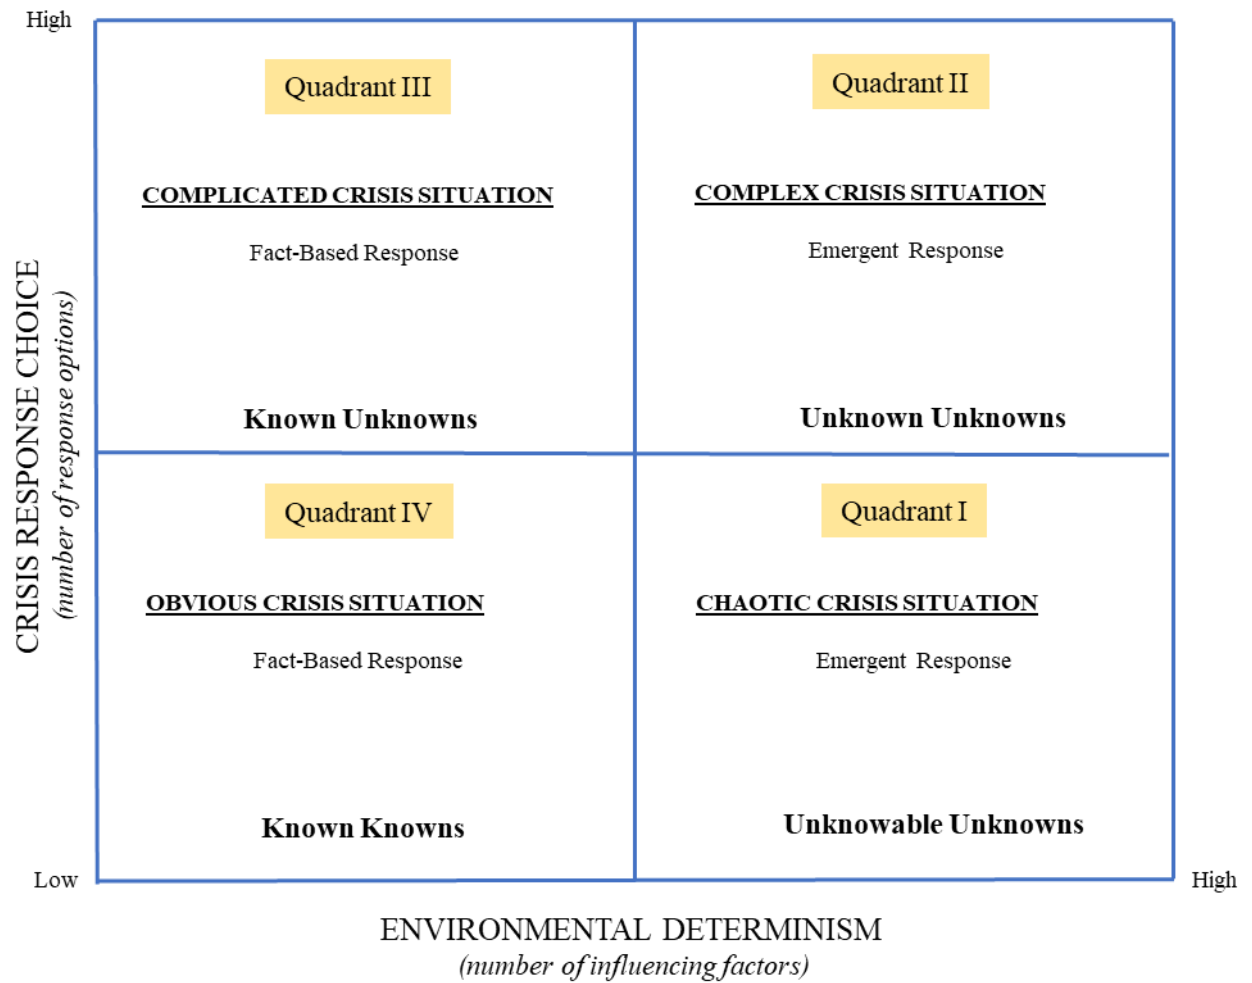 High
Quadrant III
Quadrant II
COMPLICATED CRISIS SITUATION
COMPLEX CRISIS SITUATION
Fact-Based Response
Emergent Response
Known Unknowns
Unknown Unknowns
CRISIS RESPONSE CHOICE
(number of response options)
Quadrant IV
Quadrant I
OBVIOUS CRISIS SITUATION
CHAOTIC CRISIS SITUATION
Fact-Based Response
Emergent Response
Known Knowns
Unknowable Unknowns
Low
High
ENVIRONMENTAL DETERMINISM
(number of influencing factors)